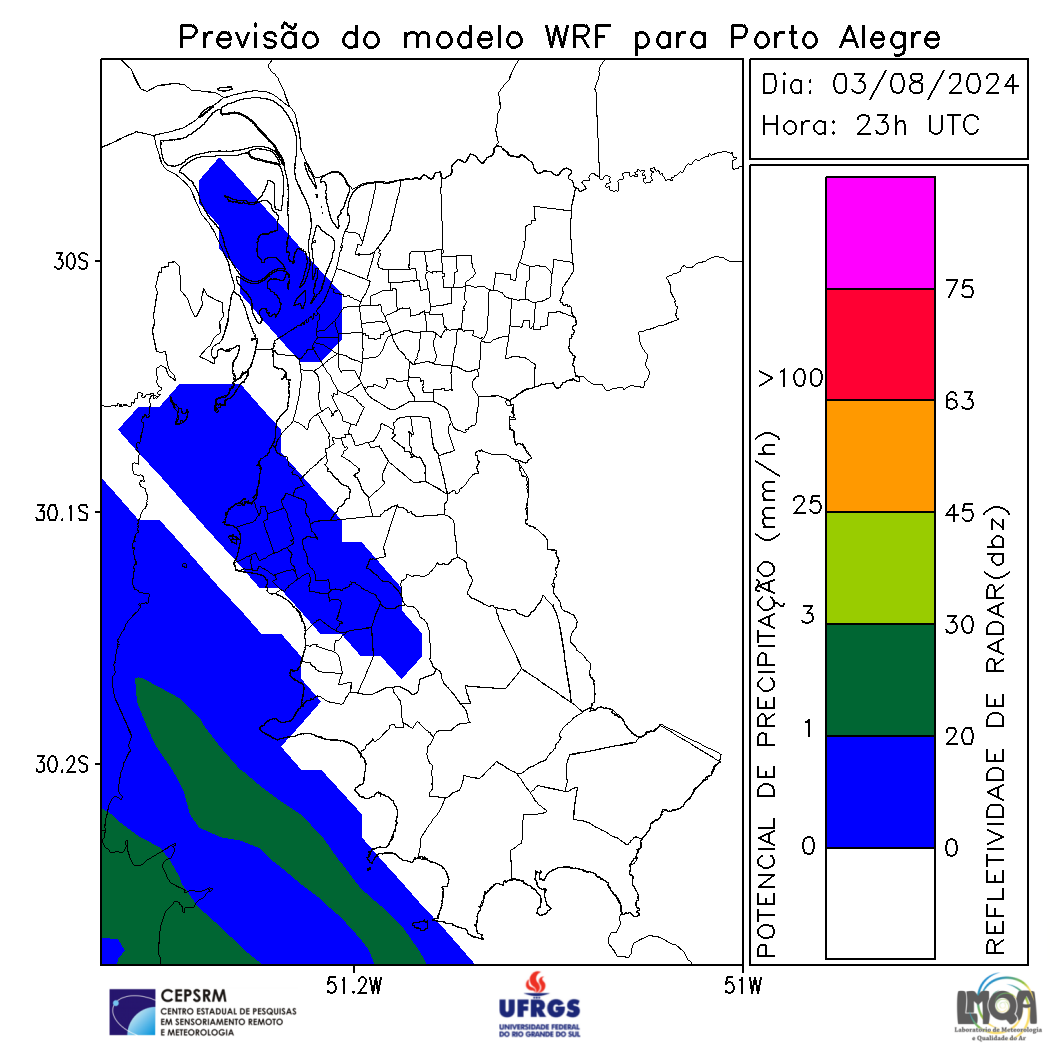 Previsão do modelo WRF para Porto Alegre
Dia: 03/08/2024
Hora: 23h UTC
30S
30.1S
30.2S
51.2W
51W
POTENCIAL DE PRECIPITAÇÃO (mm/h)
>100
25
3
1
0
75
63
45
30
20
0
REFLETIVIDADE DE RADAR(dbz)
CEPSRM
CENTRO ESTADUAL DE PESQUISAS
EM SENSORIAMENTO REMOTO
E METEOROLOGIA
UFRGS
UNIVERSIDADE FEDERAL
DO RIO GRANDE DO SUL
LMQA
Laboratório de Meteorologia
e Qualidade do Ar